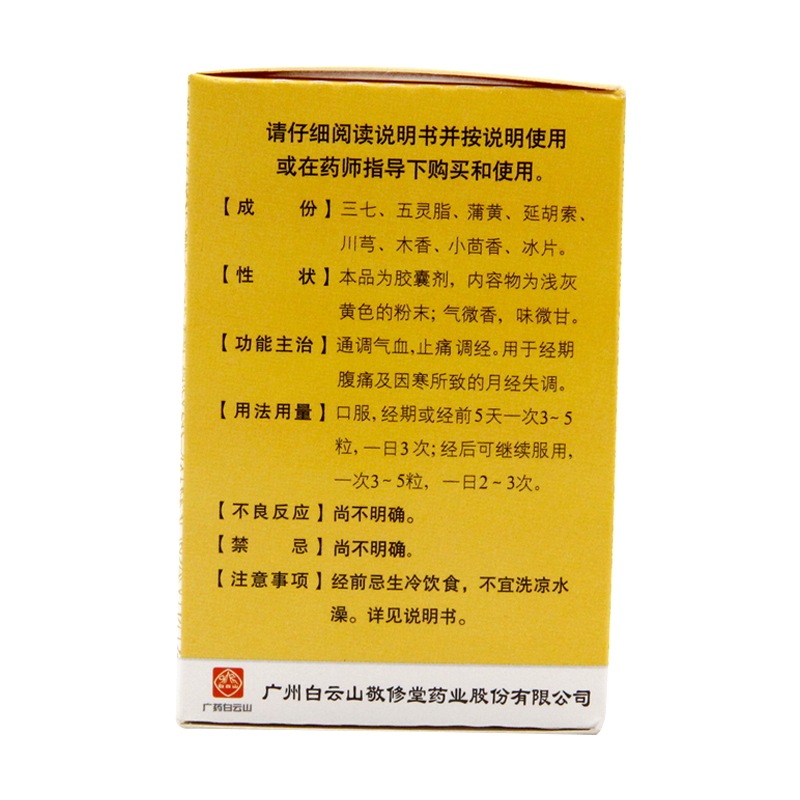 请仔细阅读说明书并按说明使用
或在药师指导下购买和使用。
【成　份】三七、五灵脂、蒲黄、延胡索、
川芎、木香、小茴香、冰片。
【性　状】本品为胶囊剂，内容物为浅灰
黄色的粉末；气微香，味微甘。
【功能主治】通调气血，止痛调经。用于经期
腹痛及因寒所致的月经失调。
【用法用量】口服，经期或经前5天一次3~5
粒，一日3次；经后可继续服用，
一次3~5粒，一日2~3次。
【不良反应】尚不明确。
【禁　忌】尚不明确。
【注意事项】经前忌生冷饮食，不宜洗凉水
澡。详见说明书。
广药白云山
广州白云山敬修堂药业股份有限公司